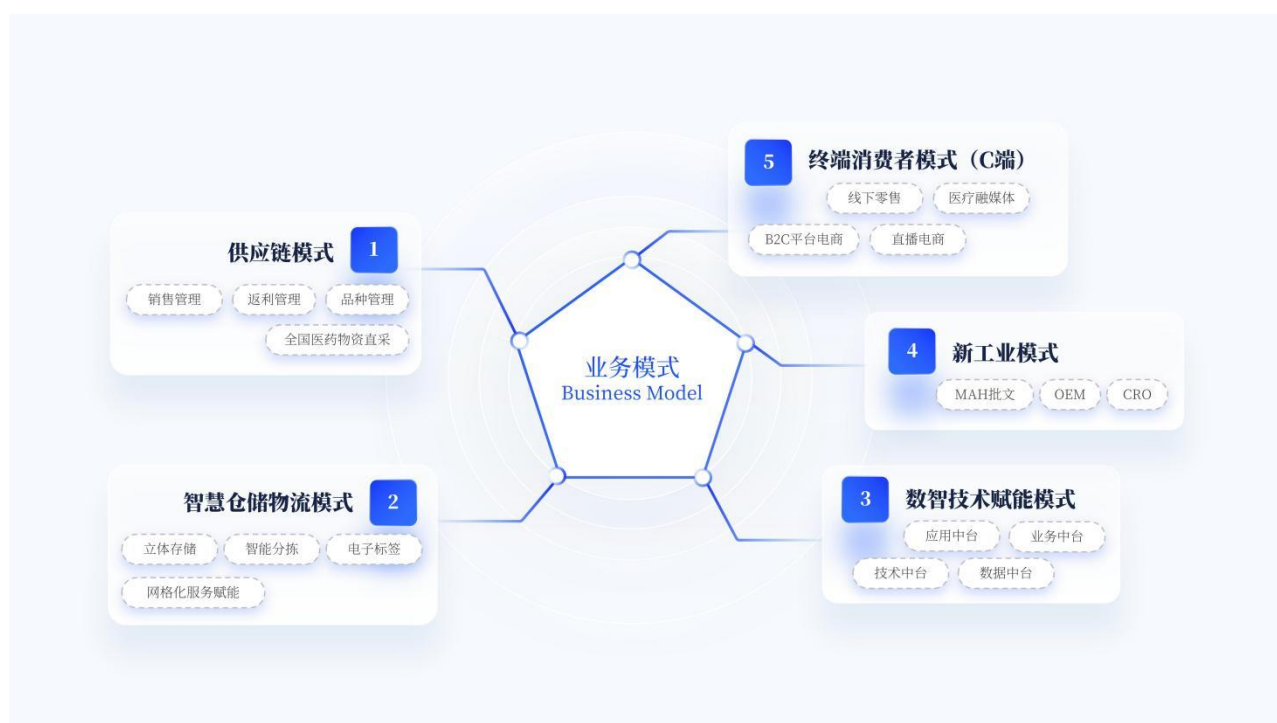 业务模式
Business Model
1
供应链模式
销售管理 返利管理 品种管理
全国医药物资直采
2
智慧仓储物流模式
立体存储 智能分拣 电子标签
网格化服务赋能
3
数智技术赋能模式
应用中台 业务中台
技术中台 数据中台
4
新工业模式
MAH批文 OEM CRO
5
终端消费者模式（C端）
线下零售 医疗融媒体
B2C平台电商 直播电商